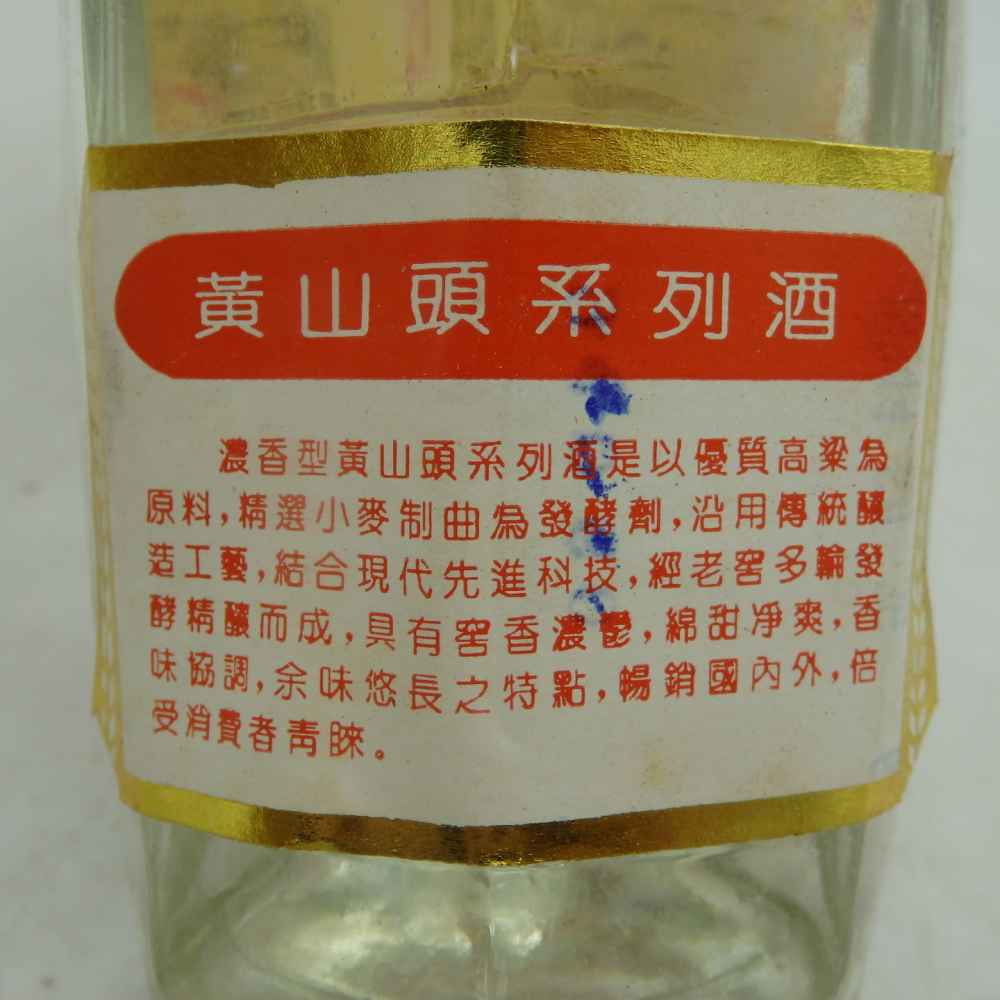 黃山頭系列酒
濃香型黃山頭系列酒是以優質高粱為
原料,精選小麥制曲為發酵劑,沿用傳統釀
造工藝,結合現代先進科技,經老窖多輪發
酵精釀而成,具有窖香濃鬱,綿甜凈爽,香
味協調,余味悠長之特點,暢銷國內外,倍
受消費者青睞。